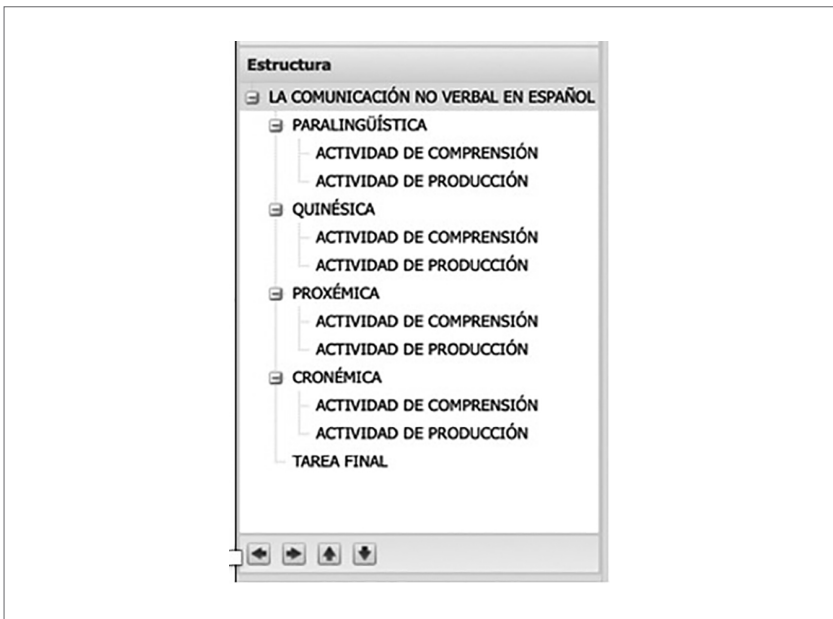 Estructura
LA COMUNICACIÓN NO VERBAL EN ESPAÑOL
PARALINGÜÍSTICA
ACTIVIDAD DE COMPRENSIÓN
ACTIVIDAD DE PRODUCCIÓN
QUINÉSICA
ACTIVIDAD DE COMPRENSIÓN
ACTIVIDAD DE PRODUCCIÓN
PROXÉMICA
ACTIVIDAD DE COMPRENSIÓN
ACTIVIDAD DE PRODUCCIÓN
CRONÉMICA
ACTIVIDAD DE COMPRENSIÓN
ACTIVIDAD DE PRODUCCIÓN
TAREA FINAL